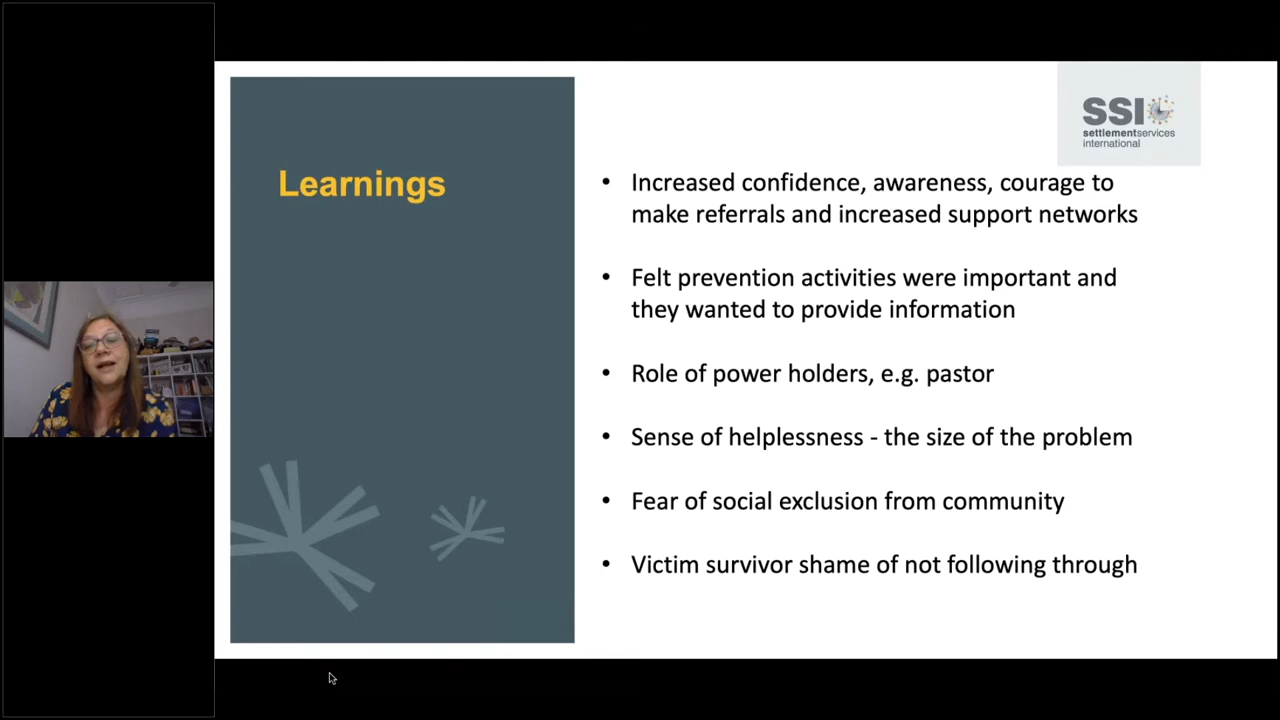 SSI
settlementservices
international
Learnings
• Increased confidence, awareness, courage to
make referrals and increased support networks
• Felt prevention activities were important and
they wanted to provide information
• Role of power holders, e.g. pastor
• Sense of helplessness - the size of the problem
• Fear of social exclusion from community
• Victim survivor shame of not following through